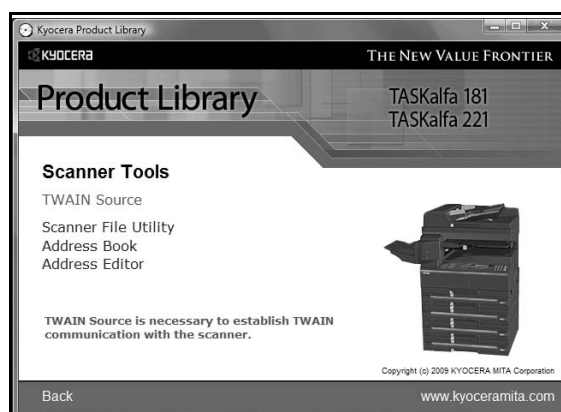 Kyocera Product Library
KYOCERA
THE NEW VALUE FRONTIER
Product Library
TASKalfa 181
TASKalfa 221
Scanner Tools
TWAIN Source
Scanner File Utility
Address Book
Address Editor
TWAIN Source is necessary to establish TWAIN
communication with the scanner.
Copyright (c) 2009 KYOCERA MITA Corporation
Back
www.kyoceramita.com